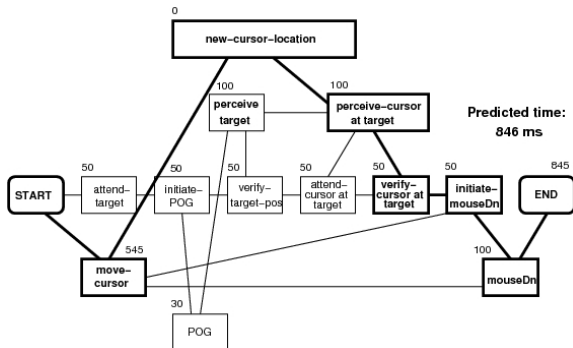 0
new-cursor-location
100
perceive
target
100
perceive-cursor
at target
Predicted time:
846 ms
START
50
attend-
target
50
initiate-
POG
50
verify-
target-pos
50
attend-
cursor at
target
50
verify-
cursor at
target
50
initiate-
mouseDn
845
END
545
move-
cursor
100
mouseDn
30
POG